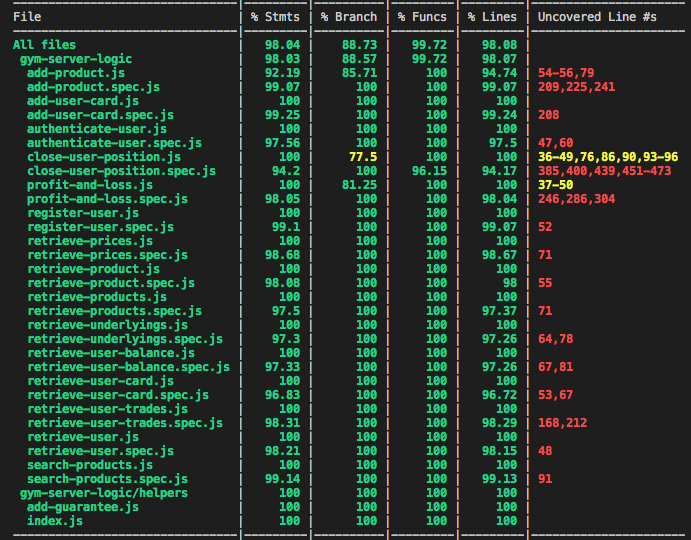 File | % Stmts | % Branch | % Funcs | % Lines | Uncovered Line #s
All files | 98.04 | 88.73 | 99.72 | 98.08 |
gym-server-logic | 98.03 | 88.57 | 99.72 | 98.07 |
add-product.js | 92.19 | 85.71 | 100 | 94.74 | 54-56,79
add-product.spec.js | 99.07 | 100 | 100 | 99.07 | 209,225,241
add-user-card.js | 100 | 100 | 100 | 100 |
add-user-card.spec.js | 99.25 | 100 | 100 | 99.24 | 208
authenticate-user.js | 100 | 100 | 100 | 100 |
authenticate-user.spec.js | 97.56 | 100 | 100 | 97.5 | 47,60
close-user-position.js | 100 | 77.5 | 100 | 100 | 36-49,76,86,90,93-96
close-user-position.spec.js | 94.2 | 100 | 96.15 | 94.17 | 385,400,439,451-473
profit-and-loss.js | 100 | 81.25 | 100 | 100 | 37-50
profit-and-loss.spec.js | 98.05 | 100 | 100 | 98.04 | 246,286,304
register-user.js | 100 | 100 | 100 | 100 |
register-user.spec.js | 99.1 | 100 | 100 | 99.07 | 52
retrieve-prices.js | 100 | 100 | 100 | 100 |
retrieve-prices.spec.js | 98.68 | 100 | 100 | 98.67 | 71
retrieve-product.js | 100 | 100 | 100 | 100 |
retrieve-product.spec.js | 98.08 | 100 | 100 | 98 | 55
retrieve-products.js | 100 | 100 | 100 | 100 |
retrieve-products.spec.js | 97.5 | 100 | 100 | 97.37 | 71
retrieve-underlyings.js | 100 | 100 | 100 | 100 |
retrieve-underlyings.spec.js | 97.3 | 100 | 100 | 97.26 | 64,78
retrieve-user-balance.js | 100 | 100 | 100 | 100 |
retrieve-user-balance.spec.js | 97.33 | 100 | 100 | 97.26 | 67,81
retrieve-user-card.js | 100 | 100 | 100 | 100 |
retrieve-user-card.spec.js | 96.83 | 100 | 100 | 96.72 | 53,67
retrieve-user-trades.js | 100 | 100 | 100 | 100 |
retrieve-user-trades.spec.js | 98.31 | 100 | 100 | 98.29 | 168,212
retrieve-user.js | 100 | 100 | 100 | 100 |
retrieve-user.spec.js | 98.21 | 100 | 100 | 98.15 | 48
search-products.js | 100 | 100 | 100 | 100 |
search-products.spec.js | 99.14 | 100 | 100 | 99.13 | 91
gym-server-logic/helpers | 100 | 100 | 100 | 100 |
add-guarantee.js | 100 | 100 | 100 | 100 |
index.js | 100 | 100 | 100 | 100 |